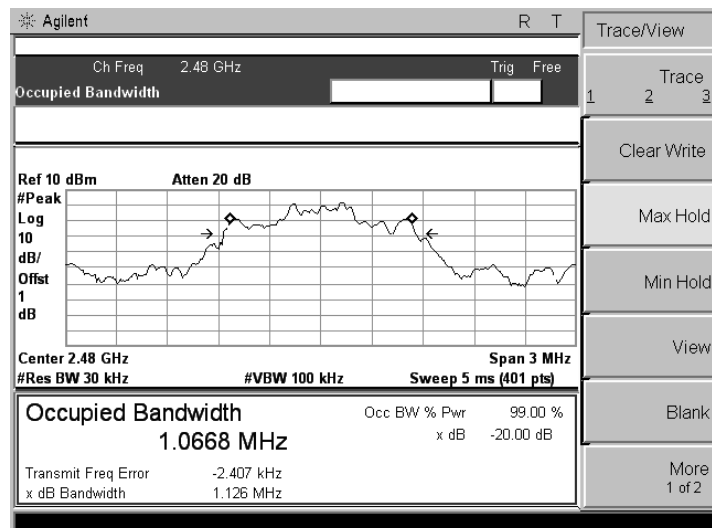 Agilent R T
Trace/View
Ch Freq 2.48 GHz Trig Free
Occupied Bandwidth
Trace
1 2 3
Clear Write
Ref 10 dBm Atten 20 dB
#Peak
Log
10
dB/
Offst
1
dB
Max Hold
Min Hold
View
Center 2.48 GHz Span 3 MHz
#Res BW 30 kHz #VBW 100 kHz Sweep 5 ms (401 pts)
Occupied Bandwidth Occ BW % Pwr 99.00 %
1.0668 MHz x dB -20.00 dB
Blank
Transmit Freq Error -2.407 kHz
x dB Bandwidth 1.126 MHz
More
1 of 2